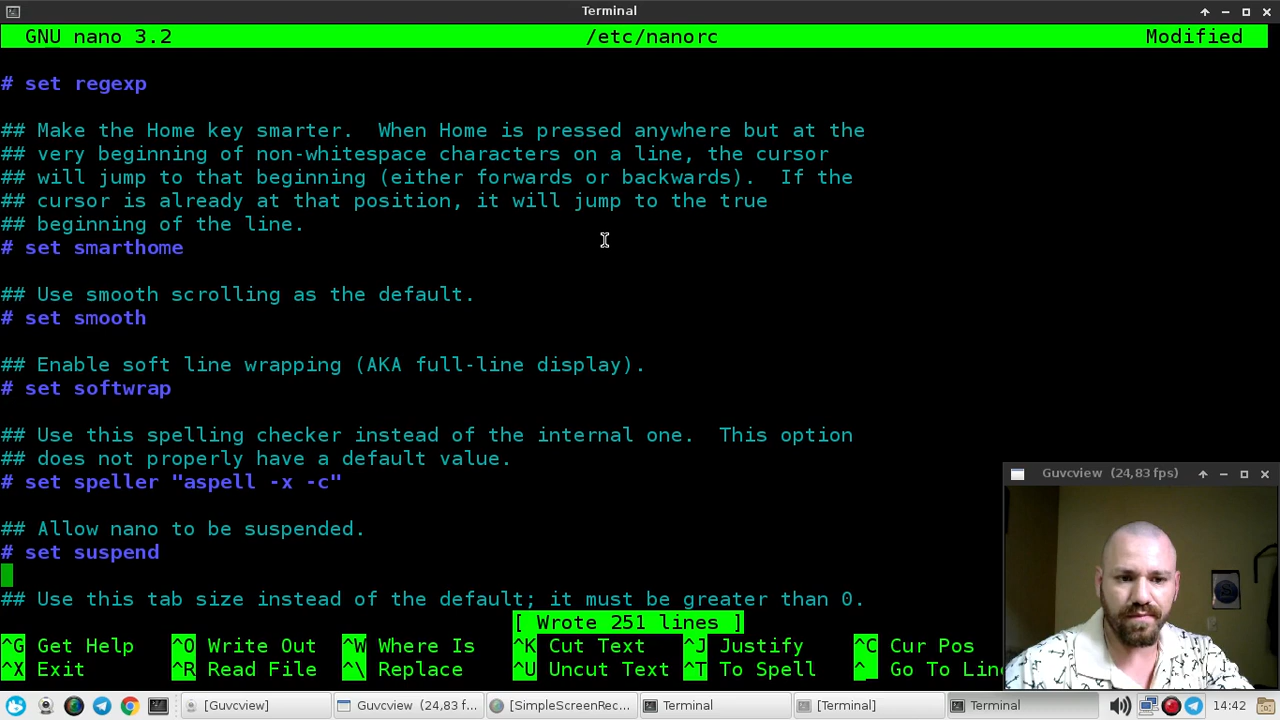 Terminal
GNU nano 3.2 /etc/nanorc Modified
# set regexp
## Make the Home key smarter.  When Home is pressed anywhere but at the
## very beginning of non-whitespace characters on a line, the cursor
## will jump to that beginning (either forwards or backwards).  If the
## cursor is already at that position, it will jump to the true
## beginning of the line.
# set smarthome
## Use smooth scrolling as the default.
# set smooth
## Enable soft line wrapping (AKA full-line display).
# set softwrap
## Use this spelling checker instead of the internal one.  This option
## does not properly have a default value.
# set speller "aspell -x -c"
Guvcview (24,83 fps)
## Allow nano to be suspended.
# set suspend
## Use this tab size instead of the default; it must be greater than 0.
[ Wrote 251 lines ]
^G Get Help ^O Write Out ^W Where Is ^K Cut Text ^J Justify ^C Cur Pos
^X Exit ^R Read File ^\ Replace ^U Uncut Text ^T To Spell ^_ Go To Lin
[Guvcview] Guvcview (24,83 f... [SimpleScreenRec... Terminal [Terminal] Terminal 14:42